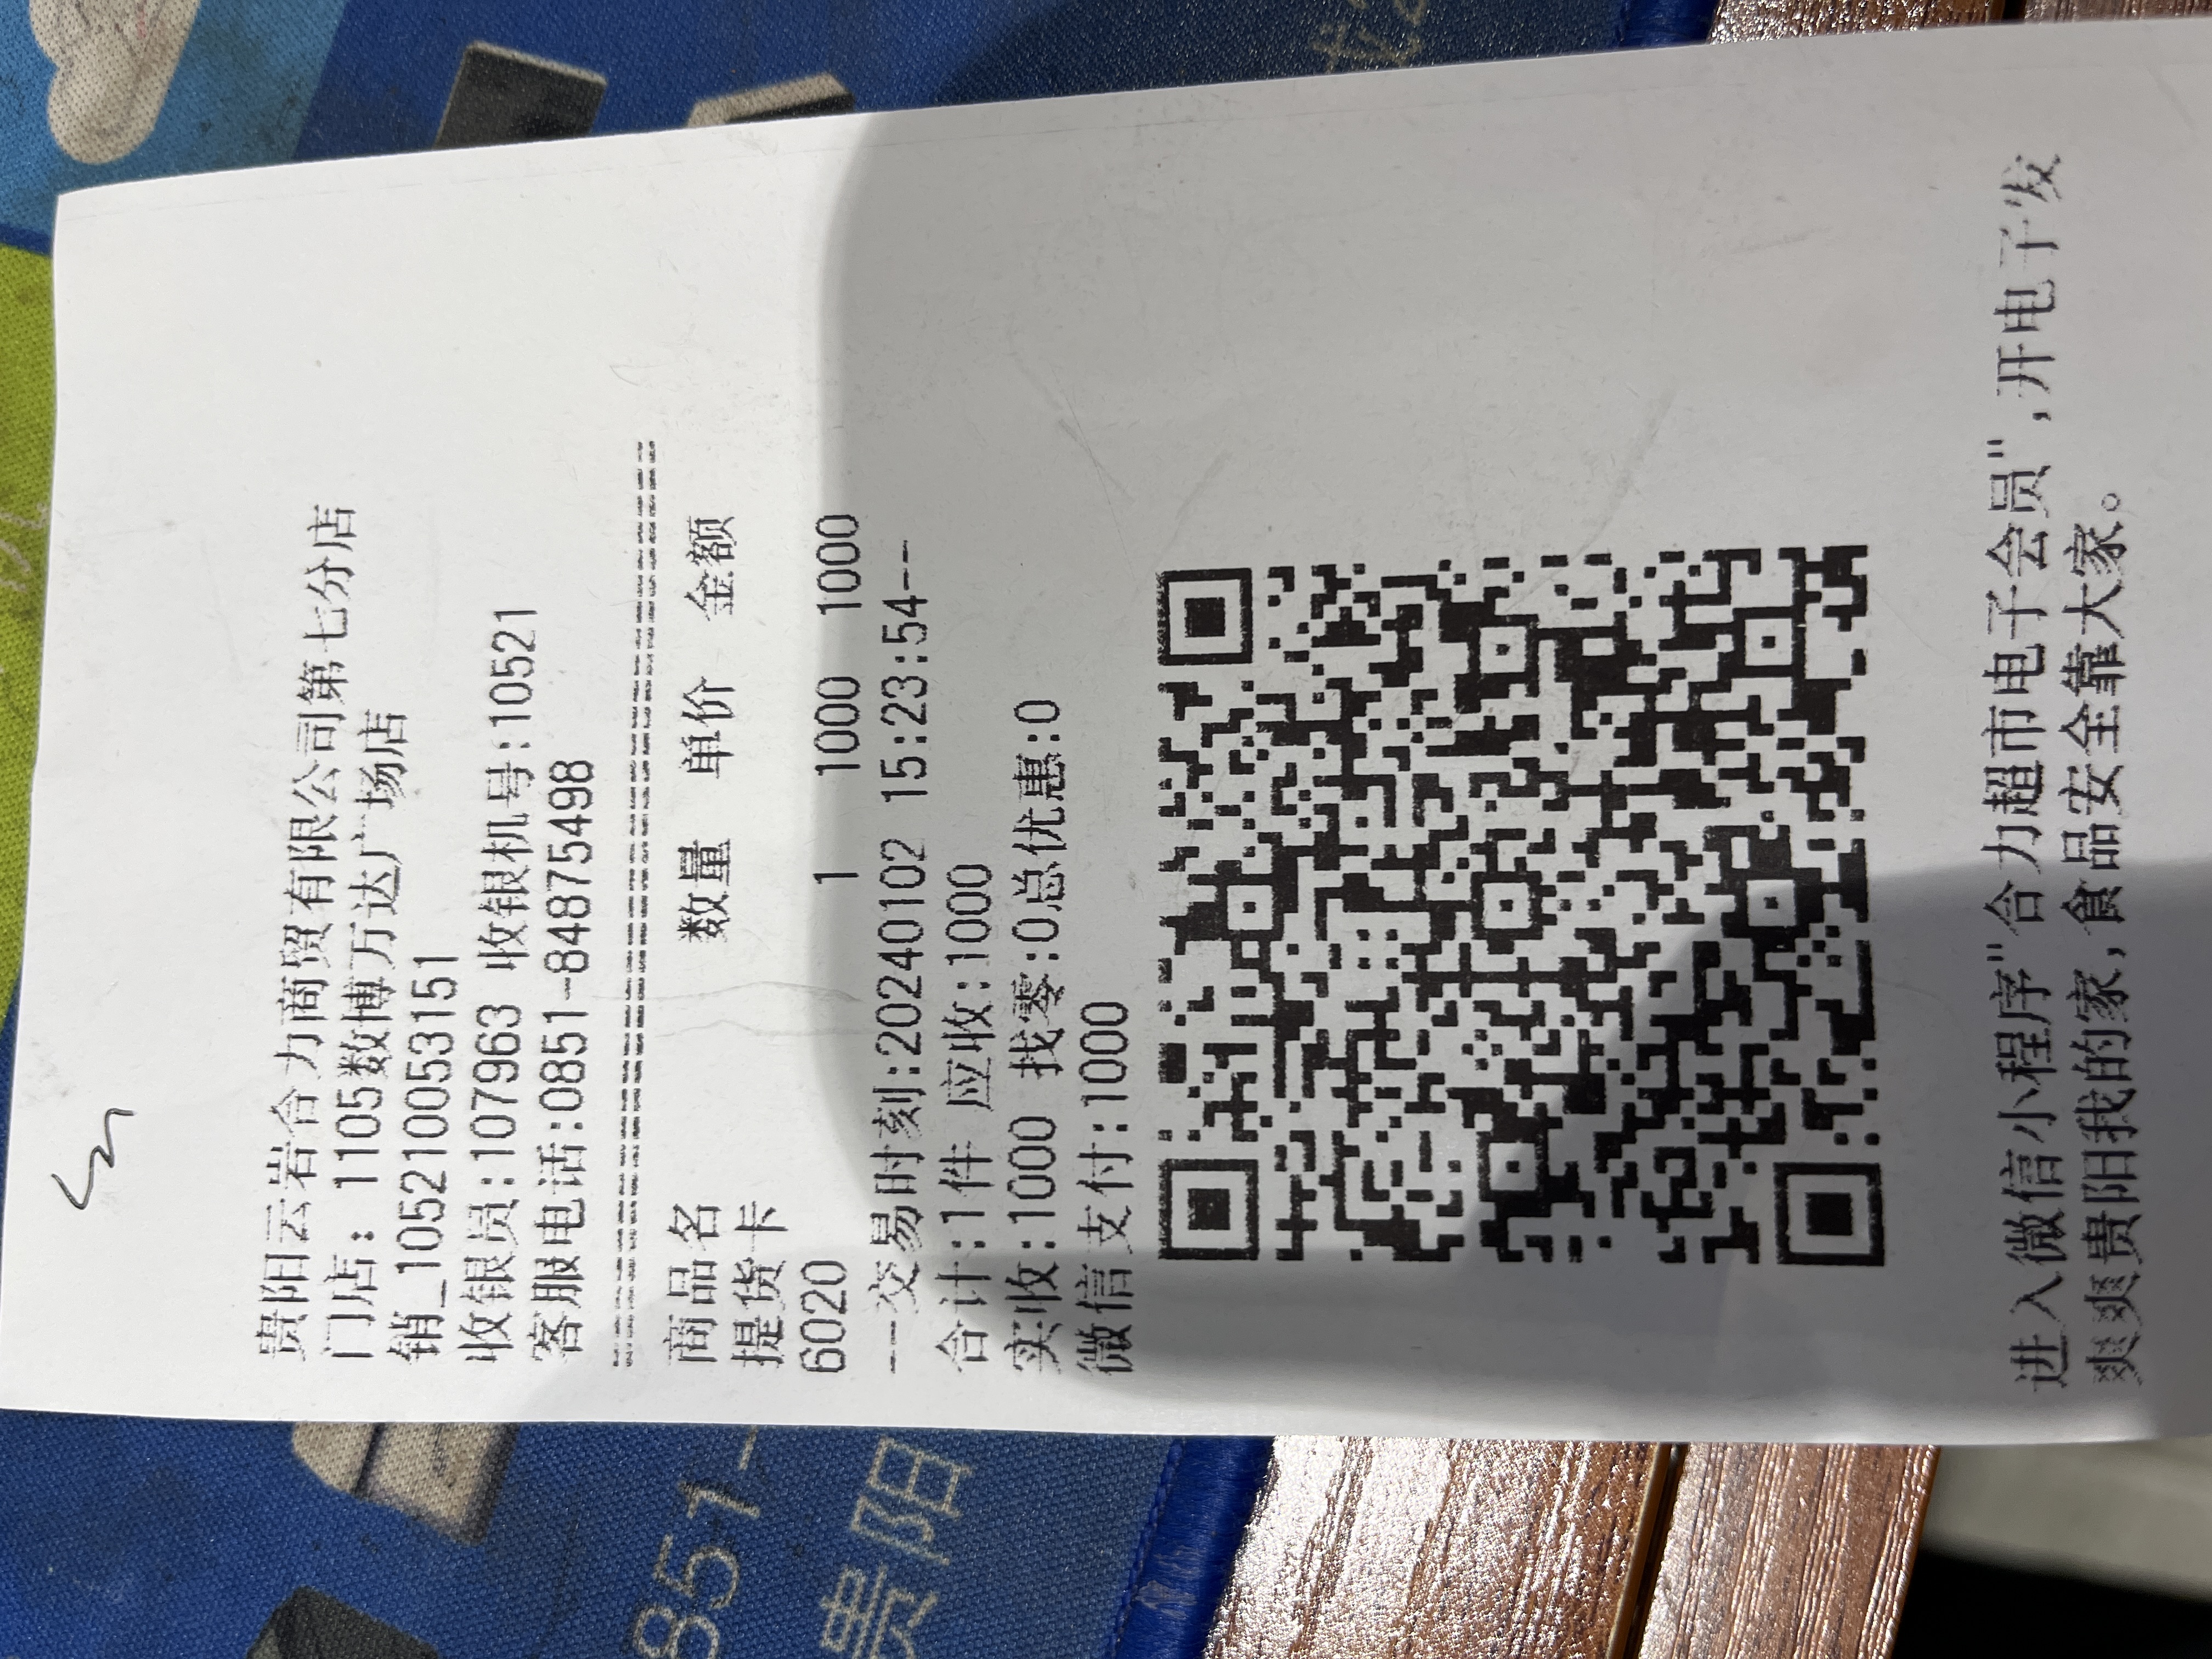 贵阳云岩合力商贸有限公司第七分店
门店: 1105数博万达广场店
销_105210053151
收银员:107963 收银机号:10521
客服电话:0851-84875498
商品名 数量 单价 金额
提货卡
6020 1 1000 1000
--交易时刻:20240102 15:23:54--
合计:1件 应收:1000
实收:1000 找零:0总优惠:0
微信支付:1000
进入微信小程序"合力超市电子会员",开电子发
爽爽贵阳我的家,食品安全靠大家。
851-
贵阳